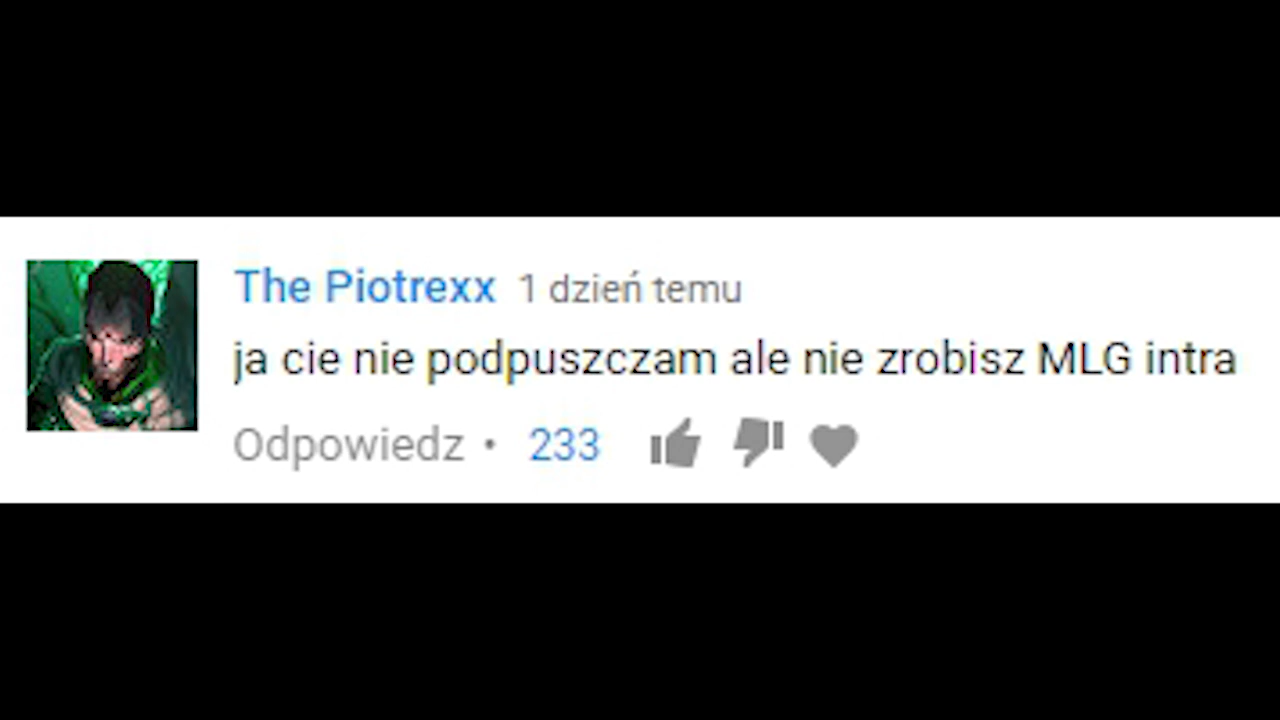 The Piotrexx 1 dzień temu
ja cie nie podpuszczam ale nie zrobisz MLG intra
Odpowiedz • 233